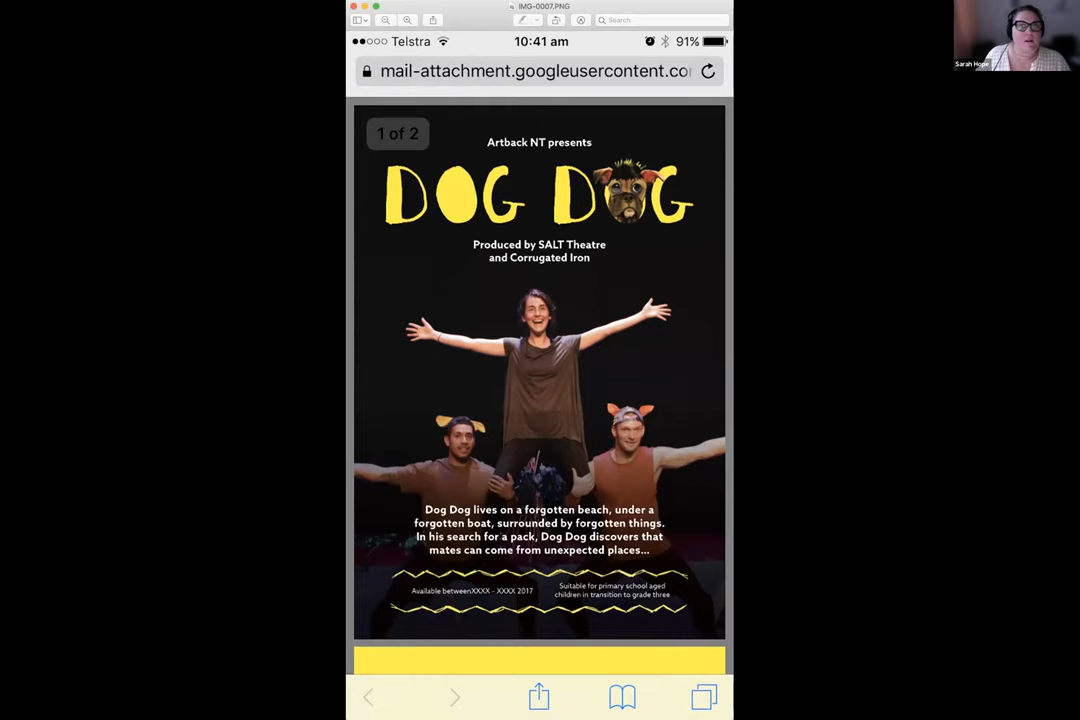 IMG-0007.PNG
Search
Telstra
10:41 am
91%
mail-attachment.googleusercontent.co
1 of 2
Artback NT presents
DOG DOG
Produced by SALT Theatre
and Corrugated Iron
Dog Dog lives on a forgotten beach, under a
forgotten boat, surrounded by forgotten things.
In his search for a pack, Dog Dog discovers that
mates can come from unexpected places...
Available betweenXXXX - XXXX 2017
Suitable for primary school aged
children in transition to grade three
Sarah Hope